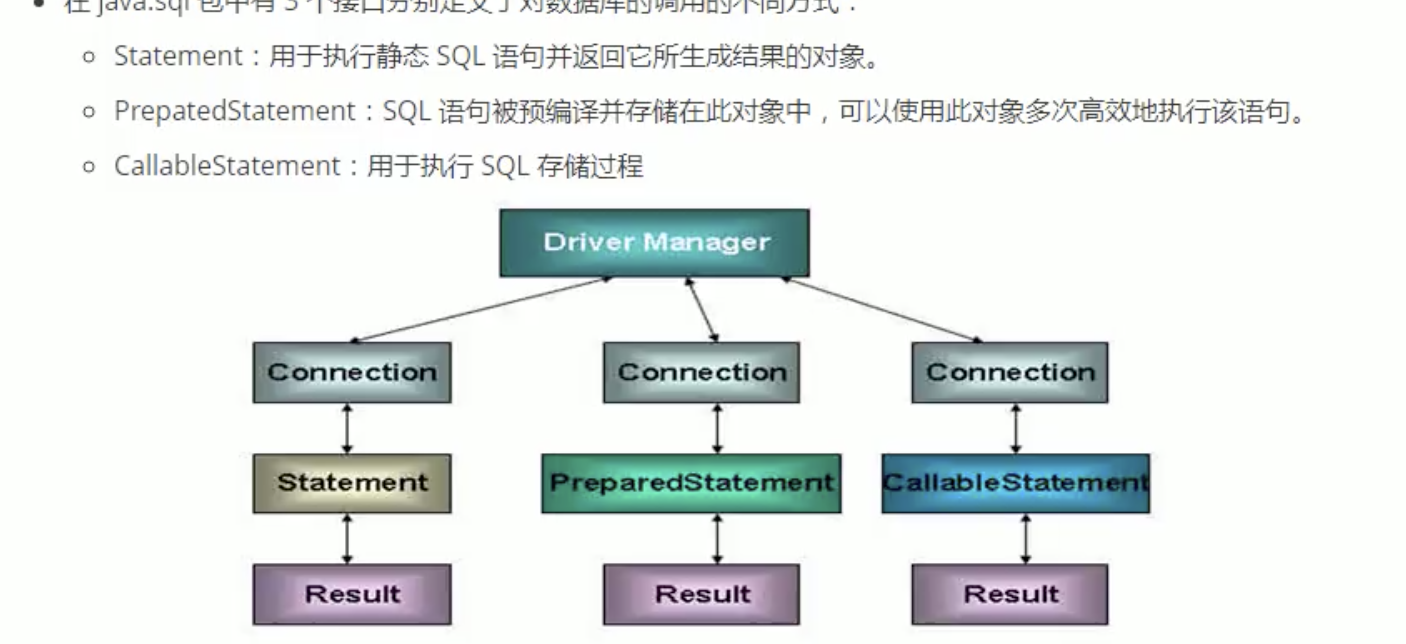 在 java.sql 包中有 3 个接口分别定义了对数据库的调用的不同方式：
Statement：用于执行静态 SQL 语句并返回它所生成结果的对象。
PrepatedStatement：SQL 语句被预编译并存储在此对象中，可以使用此对象多次高效地执行该语句。
CallableStatement：用于执行 SQL 存储过程
Driver Manager
Connection Connection Connection
Statement PreparedStatement CallableStatement
Result Result Result